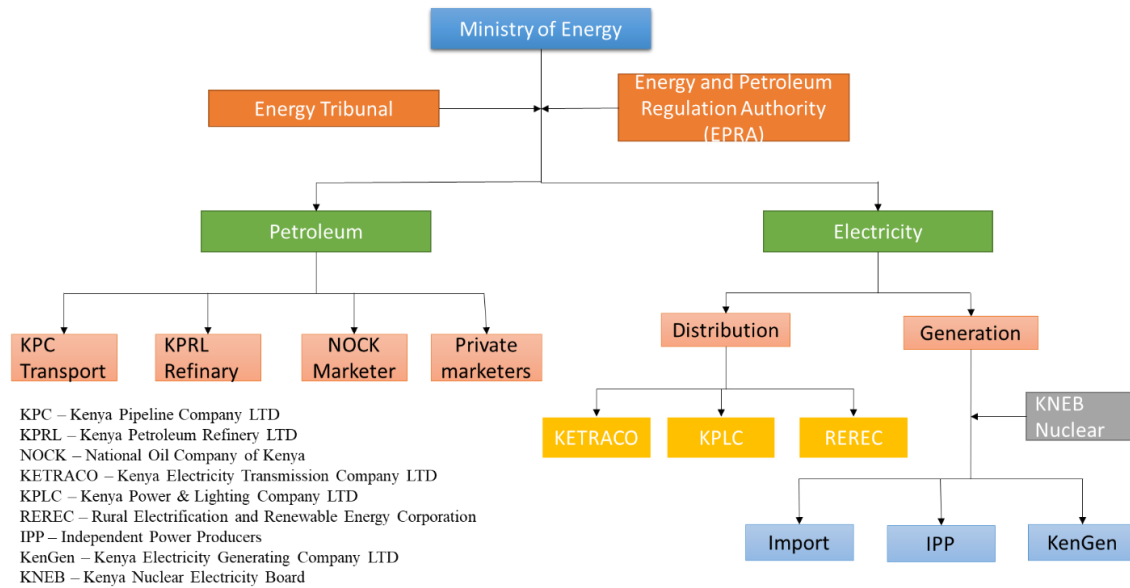 Ministry of Energy
Energy Tribunal
Energy and Petroleum
Regulation Authority
(EPRA)
Petroleum
Electricity
KPC
Transport
KPRL
Refinary
NOCK
Marketer
Private
marketers
Distribution
Generation
KETRACO
KPLC
REREC
KNEB
Nuclear
Import
IPP
KenGen
KPC – Kenya Pipeline Company LTD
KPRL – Kenya Petroleum Refinery LTD
NOCK – National Oil Company of Kenya
KETRACO – Kenya Electricity Transmission Company LTD
KPLC – Kenya Power & Lighting Company LTD
REREC – Rural Electrification and Renewable Energy Corporation
IPP – Independent Power Producers
KenGen – Kenya Electricity Generating Company LTD
KNEB – Kenya Nuclear Electricity Board